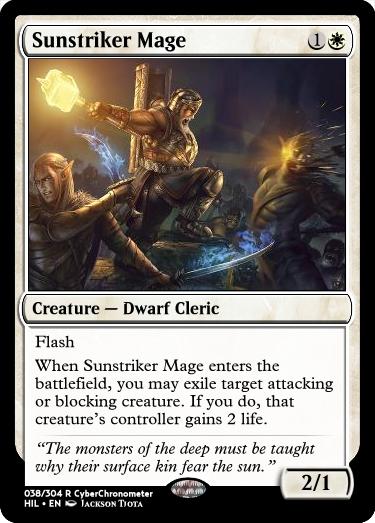 Sunstriker Mage 1
Creature — Dwarf Cleric
Flash
When Sunstriker Mage enters the
battlefield, you may exile target attacking
or blocking creature. If you do, that
creature's controller gains 2 life.
"The monsters of the deep must be taught
why their surface kin fear the sun."
2/1
038/304 R CyberChronometer
HIL • EN Jackson Tjota